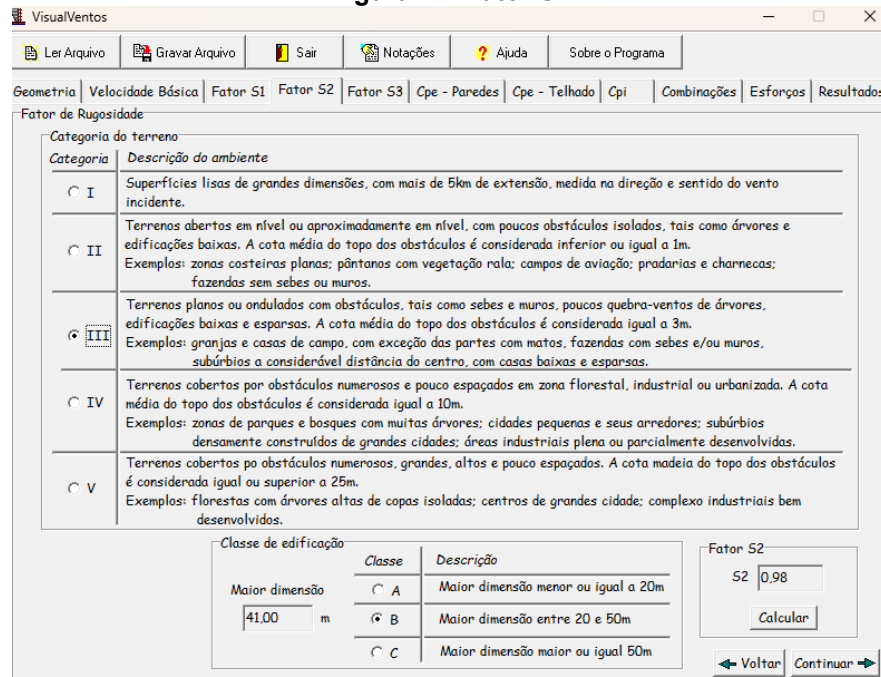 VisualVentos
Ler Arquivo Gravar Arquivo Sair Notações Ajuda Sobre o Programa
Geometria Velocidade Básica Fator S1 Fator S2 Fator S3 Cpe - Paredes Cpe - Telhado Cpi Combinações Esforços Resultados
Fator de Rugosidade
Categoria do terreno
Categoria Descrição do ambiente
I
Superfícies lisas de grandes dimensões, com mais de 5km de extensão, medida na direção e sentido do vento
incidente.
II
Terrenos abertos em nível ou aproximadamente em nível, com poucos obstáculos isolados, tais como árvores e
edificações baixas. A cota média do topo dos obstáculos é considerada inferior ou igual a 1m.
Exemplos: zonas costeiras planas; pântanos com vegetação rala; campos de aviação; pradarias e charnecas;
fazendas sem sebes ou muros.
III
Terrenos planos ou ondulados com obstáculos, tais como sebes e muros, poucos quebra-ventos de árvores,
edificações baixas e esparsas. A cota média do topo dos obstáculos é considerada igual a 3m.
Exemplos: granjas e casas de campo, com exceção das partes com matos, fazendas com sebes e/ou muros,
subúrbios a considerável distância do centro, com casas baixas e esparsas.
IV
Terrenos cobertos por obstáculos numerosos e pouco espaçados em zona florestal, industrial ou urbanizada. A cota
média do topo dos obstáculos é considerada igual a 10m.
Exemplos: zonas de parques e bosques com muitas árvores; cidades pequenas e seus arredores; subúrbios
densamente construídos de grandes cidades; áreas industriais plena ou parcialmente desenvolvidas.
V
Terrenos cobertos po obstáculos numerosos, grandes, altos e pouco espaçados. A cota madeia do topo dos obstáculos
é considerada igual ou superior a 25m.
Exemplos: florestas com árvores altas de copas isoladas; centros de grandes cidade; complexo industriais bem
desenvolvidos.
Classe de edificação
Classe Descrição
Maior dimensão
41,00 m
A Maior dimensão menor ou igual a 20m
B Maior dimensão entre 20 e 50m
C Maior dimensão maior ou igual 50m
Fator S2
S2 0,98
Calcular
Voltar Continuar